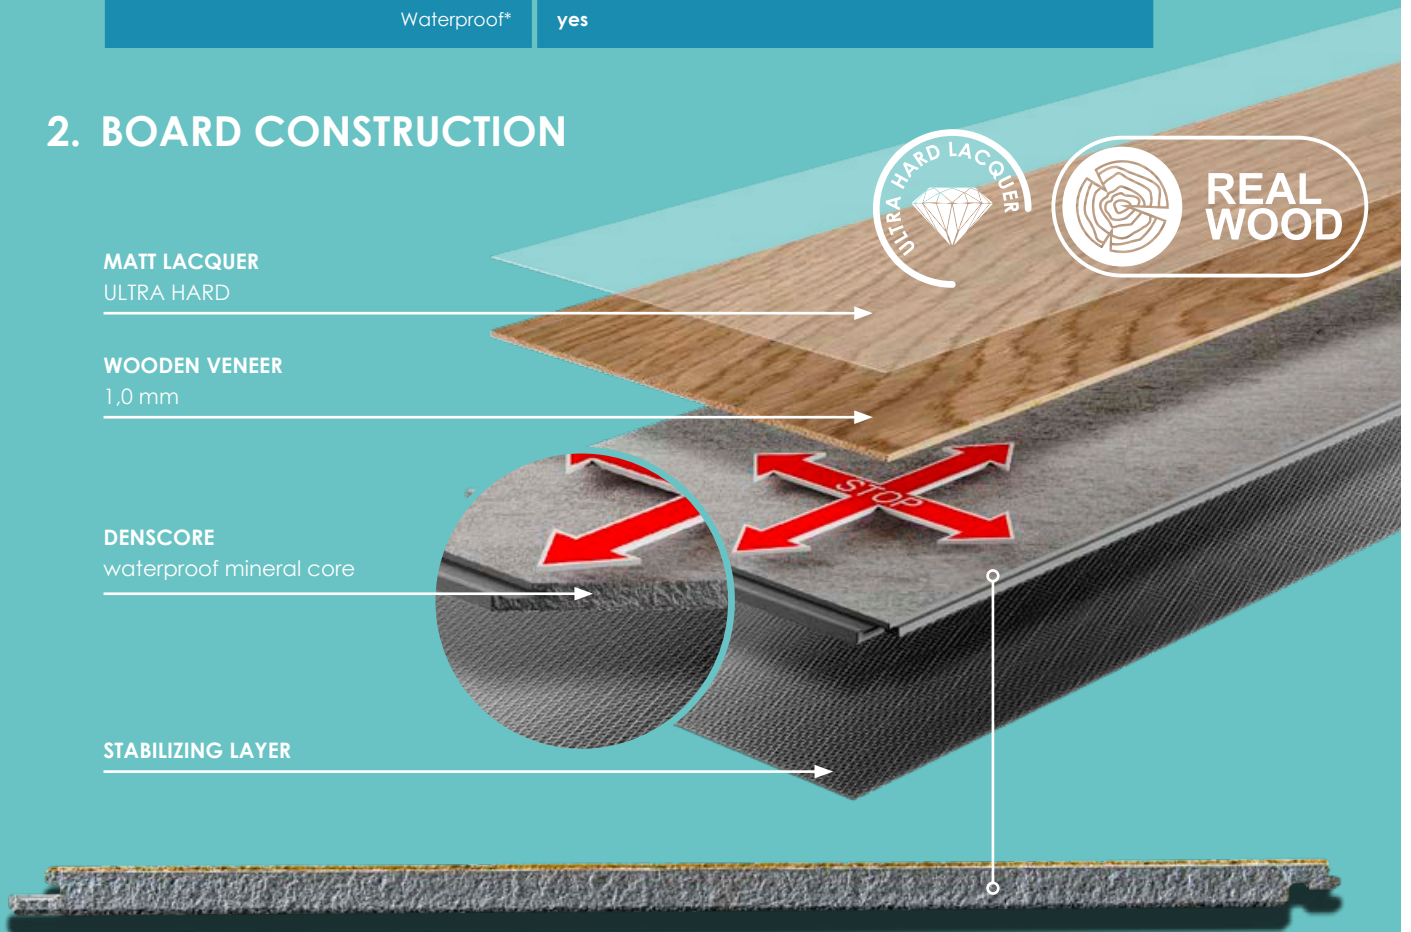 Waterproof* yes
2. BOARD CONSTRUCTION
ULTRA HARD LACQUER
REAL
WOOD
MATT LACQUER
ULTRA HARD
WOODEN VENEER
1,0 mm
STOP
DENSCORE
waterproof mineral core
STABILIZING LAYER